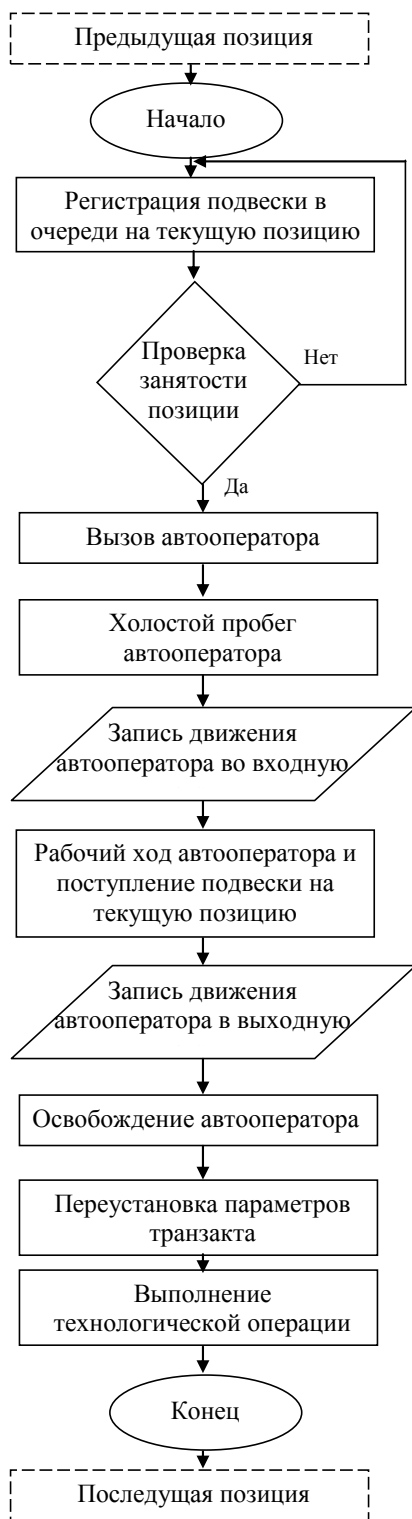 Предыдущая позиция
Начало
Регистрация подвески в
очереди на текущую позицию
Проверка
занятости
позиции
Нет
Да
Вызов автооператора
Холостой пробег
автооператора
Запись движения
автооператора во входную
Рабочий ход автооператора и
поступление подвески на
текущую позицию
Запись движения
автооператора в выходную
Освобождение автооператора
Переустановка параметров
транзакта
Выполнение
технологической операции
Конец
Последущая позиция